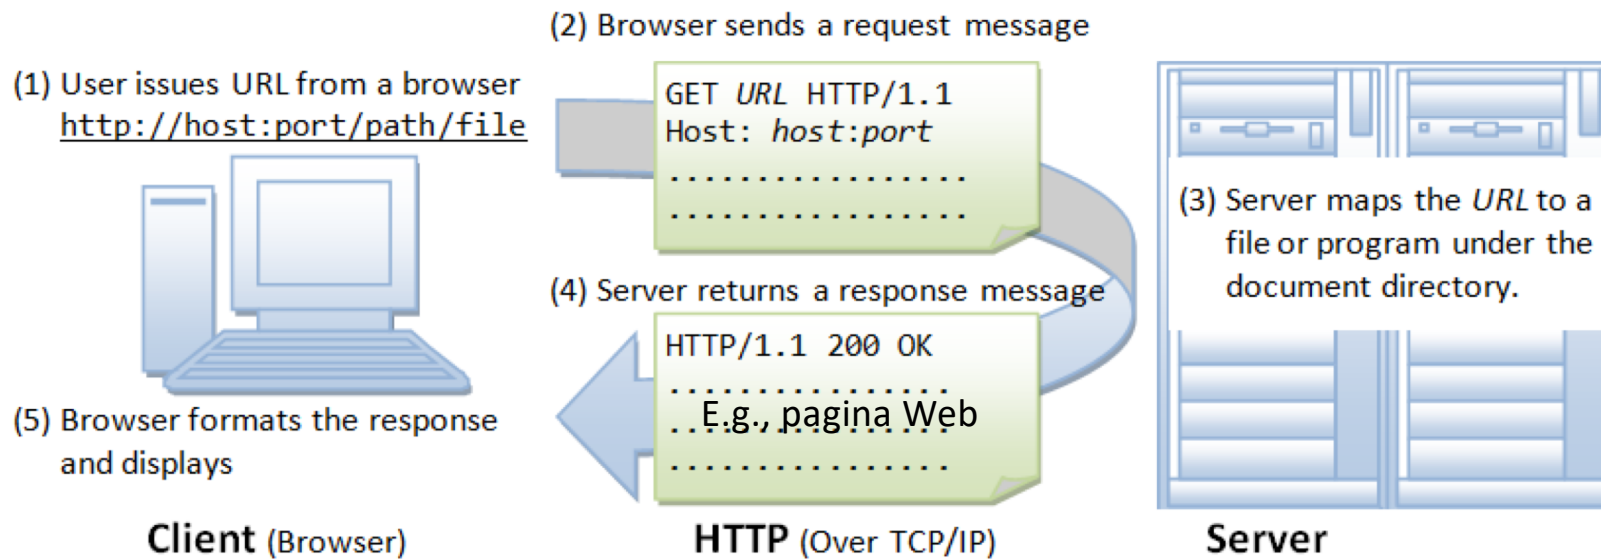 (2) Browser sends a request message
(1) User issues URL from a browser
http://host:port/path/file
GET URL HTTP/1.1
Host: host:port
.................
.................
(3) Server maps the URL to a
file or program under the
document directory.
(4) Server returns a response message
HTTP/1.1 200 OK
................
E.g., pagina Web
................
................
(5) Browser formats the response
and displays
Client (Browser)
HTTP (Over TCP/IP)
Server